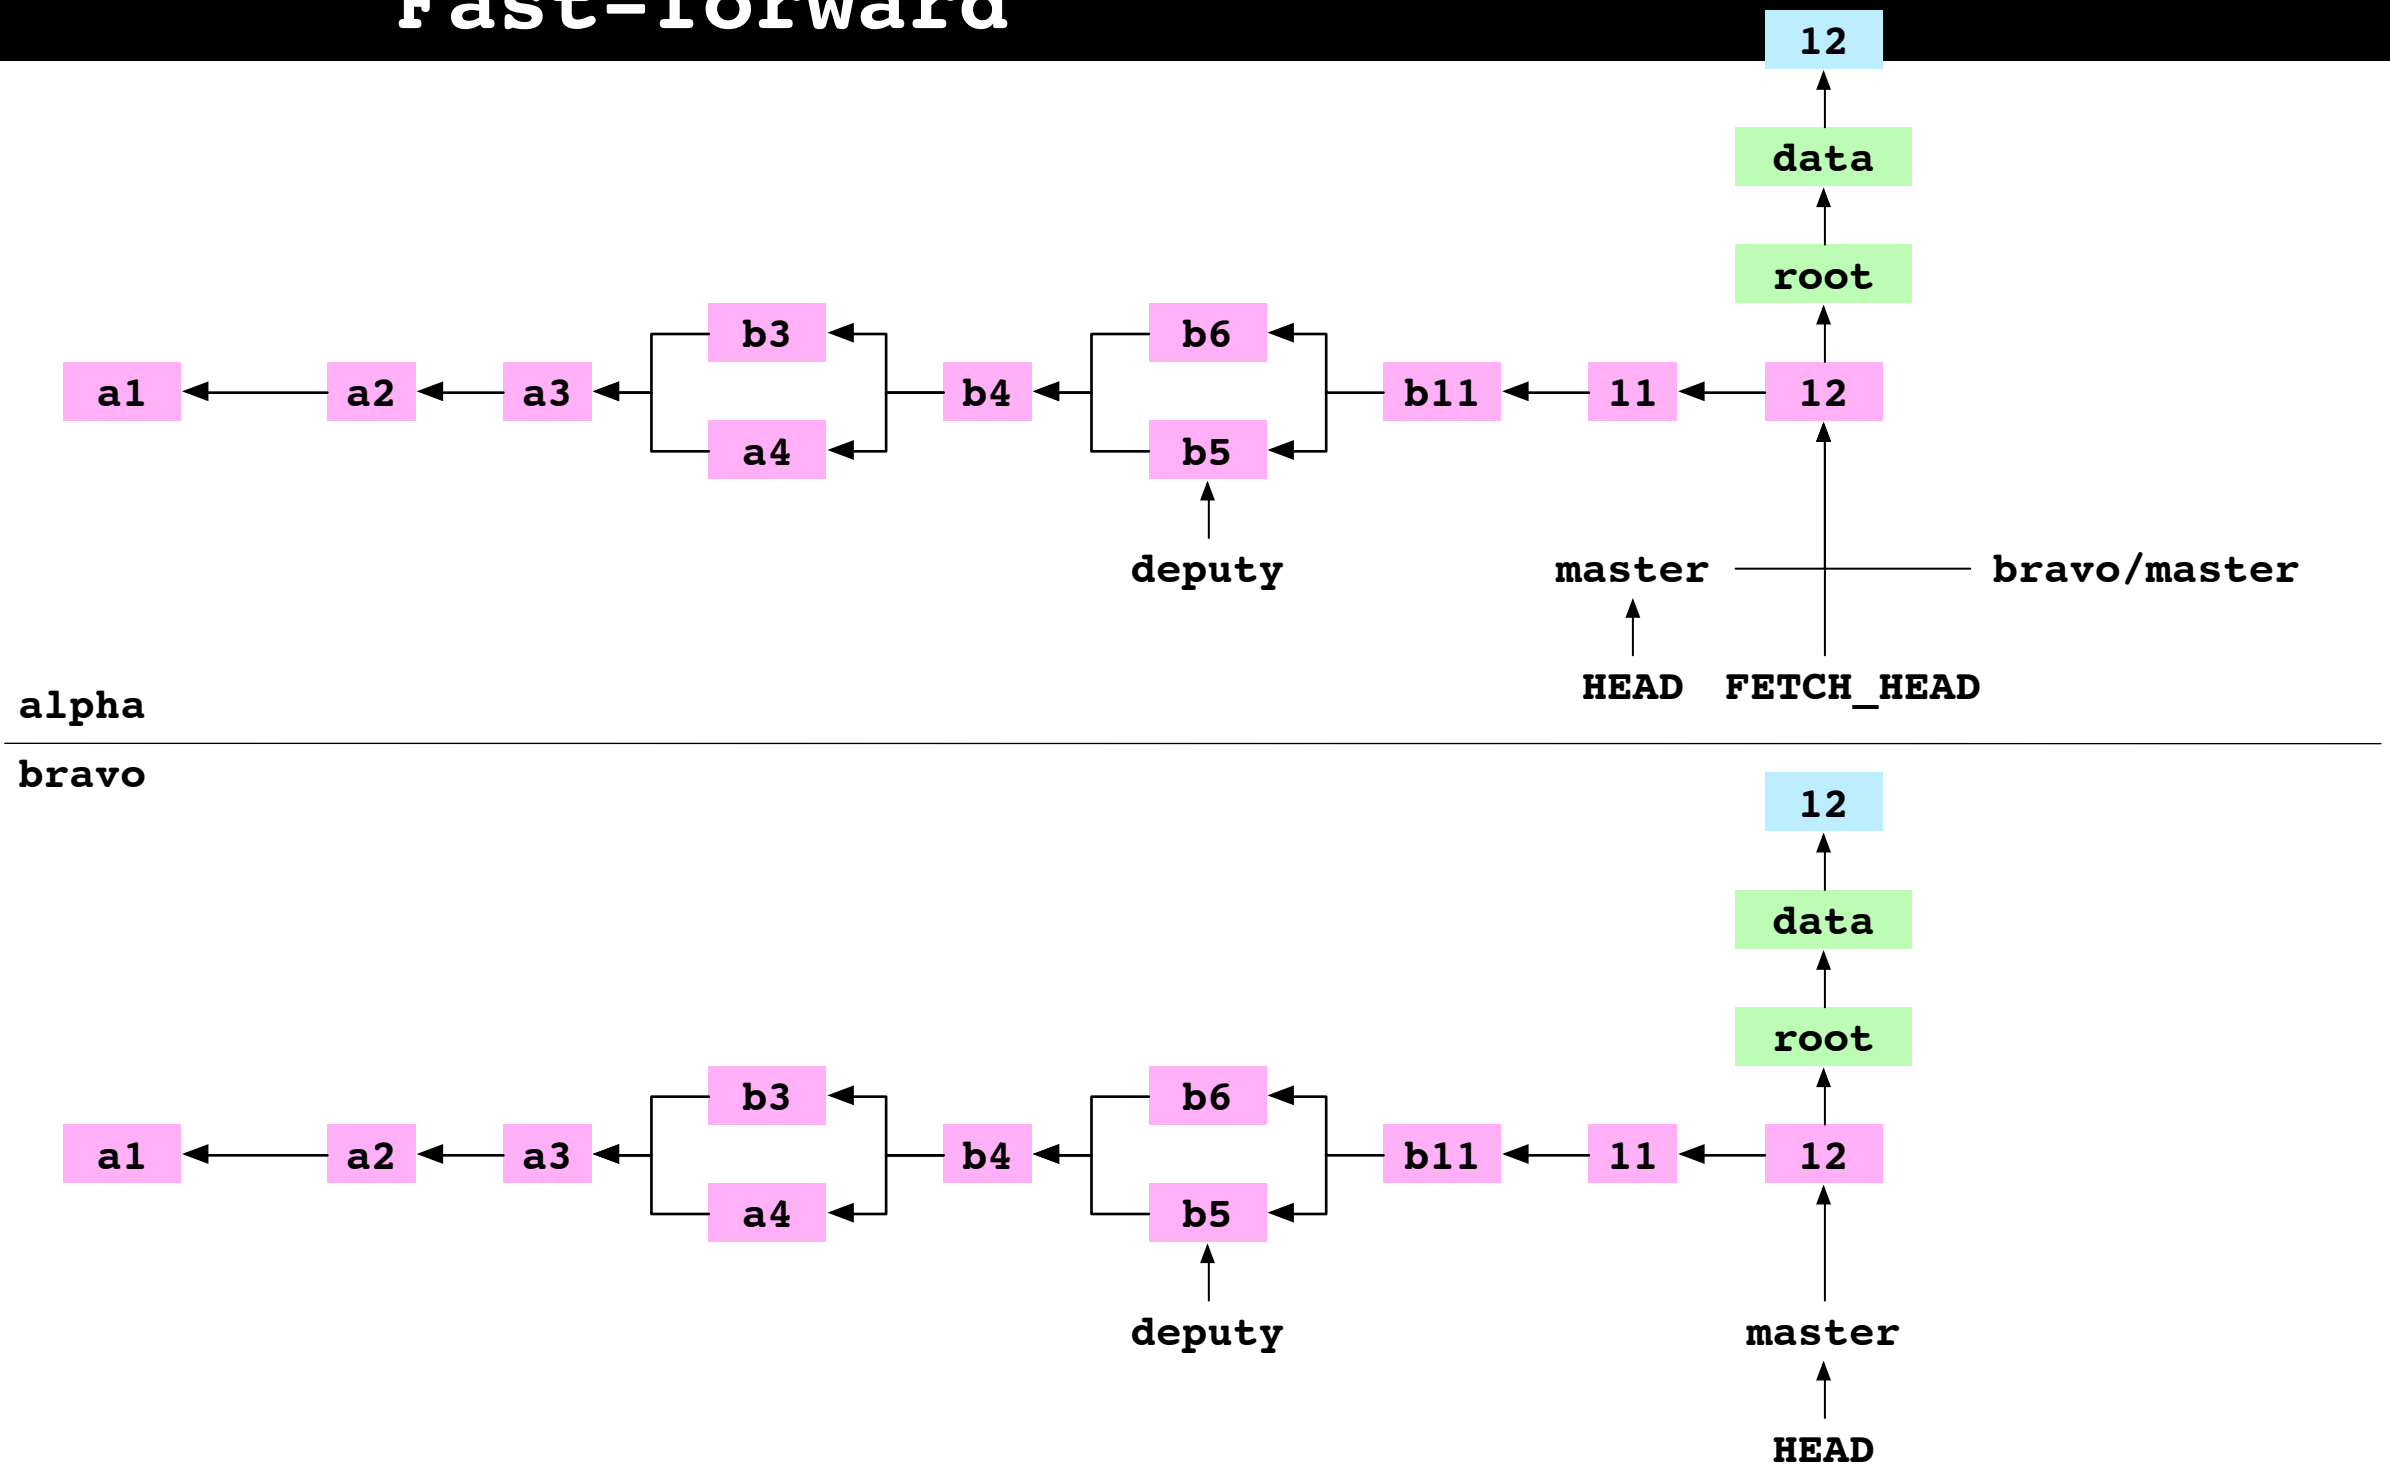 Fast-forward
12
data
root
b3 b6
a1 a2 a3 b4 b11 11 12
a4 b5
deputy master bravo/master
HEAD FETCH_HEAD
alpha
bravo
12
data
root
b3 b6
a1 a2 a3 b4 b11 11 12
a4 b5
deputy master
HEAD